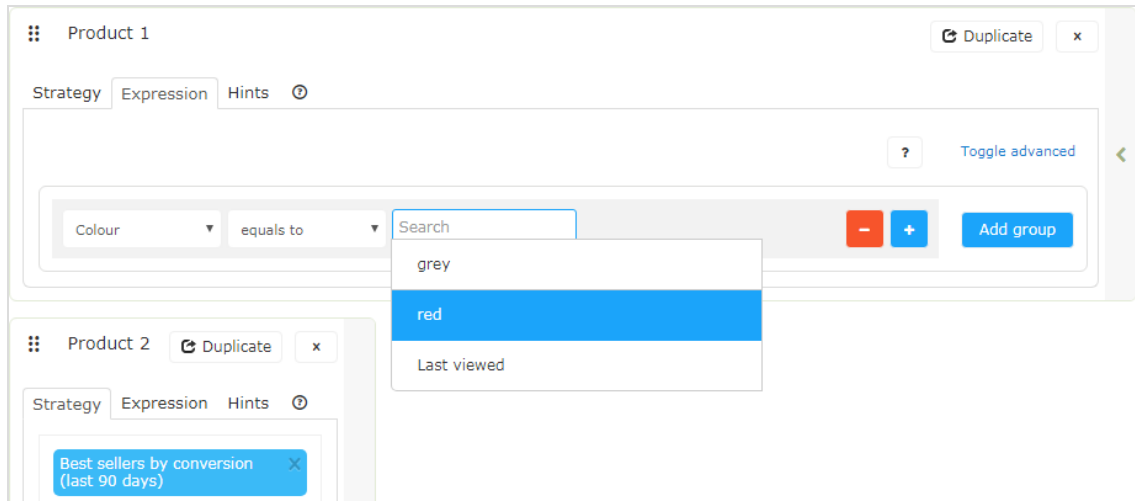 Product 1
Duplicate
x
Strategy Expression Hints ?
? Toggle advanced
Colour equals to Search - + Add group
grey
red
Last viewed
Product 2 Duplicate x
Strategy Expression Hints ?
Best sellers by conversion X
(last 90 days)